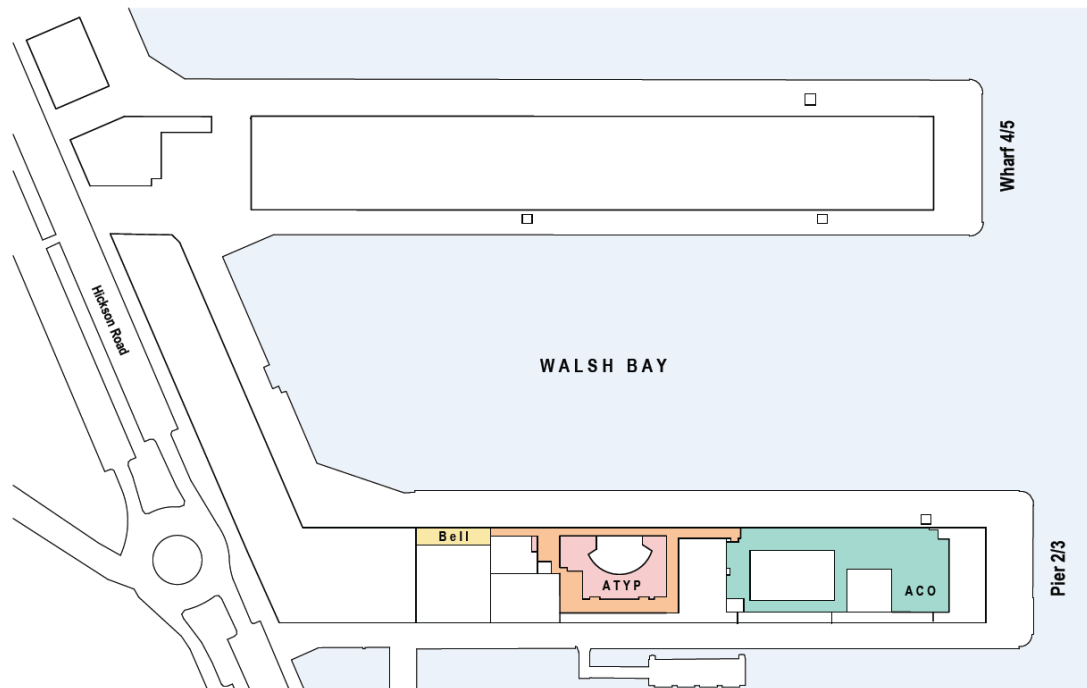 Wharf 4/5
Hickson Road
WALSH BAY
Bell
ATYP
ACO
Pier 2/3